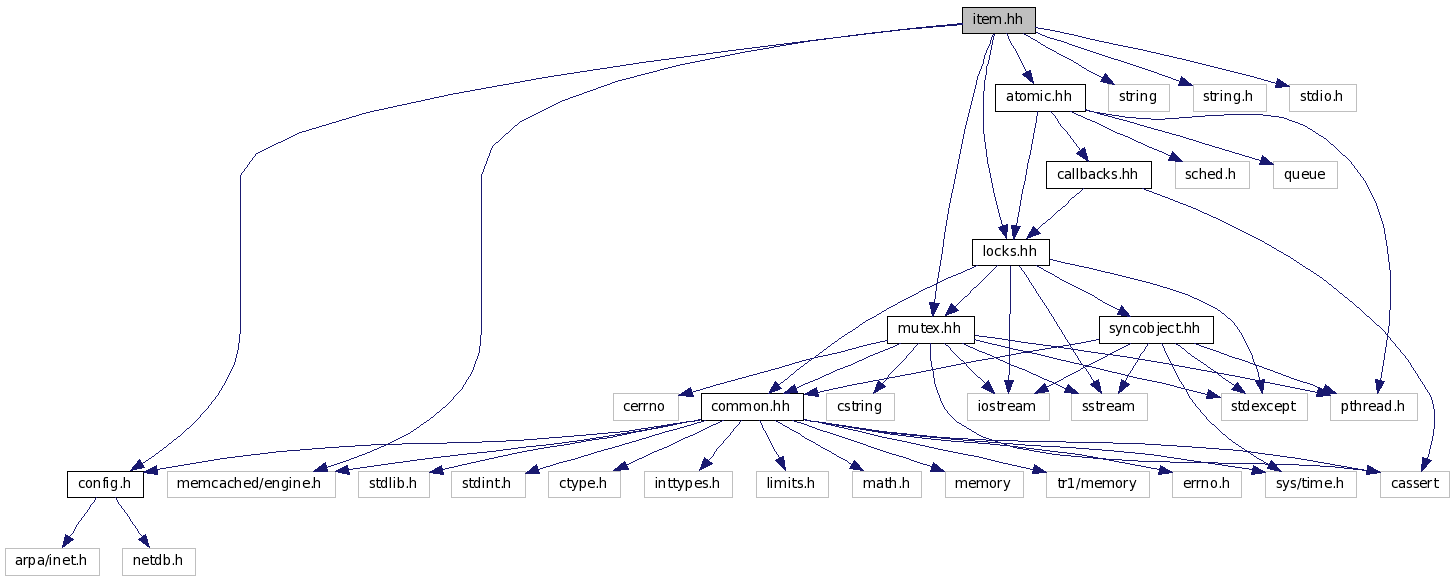 item.hh
atomic.hh
string
string.h
stdio.h
callbacks.hh
sched.h
queue
locks.hh
mutex.hh
syncobject.hh
cerrno
common.hh
cstring
iostream
sstream
stdexcept
pthread.h
config.h
memcached/engine.h
stdlib.h
stdint.h
ctype.h
inttypes.h
limits.h
math.h
memory
tr1/memory
errno.h
sys/time.h
cassert
arpa/inet.h
netdb.h